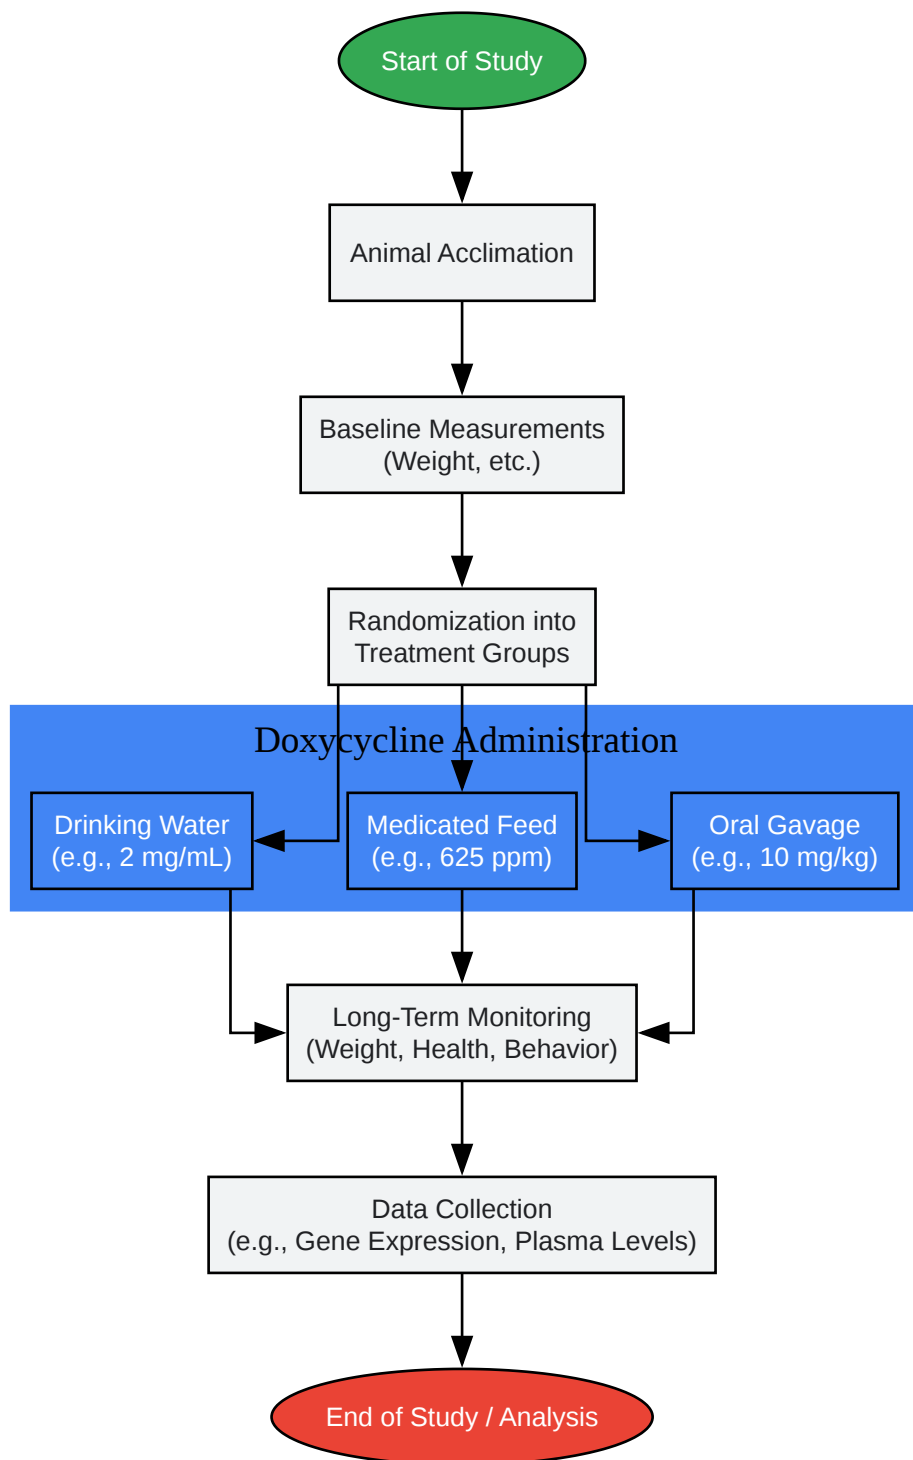 Start of Study
Animal Acclimation
Baseline Measurements
(Weight, etc.)
Randomization into
Treatment Groups
Doxycycline Administration
Drinking Water
(e.g., 2 mg/mL)
Medicated Feed
(e.g., 625 ppm)
Oral Gavage
(e.g., 10 mg/kg)
Long-Term Monitoring
(Weight, Health, Behavior)
Data Collection
(e.g., Gene Expression, Plasma Levels)
End of Study / Analysis